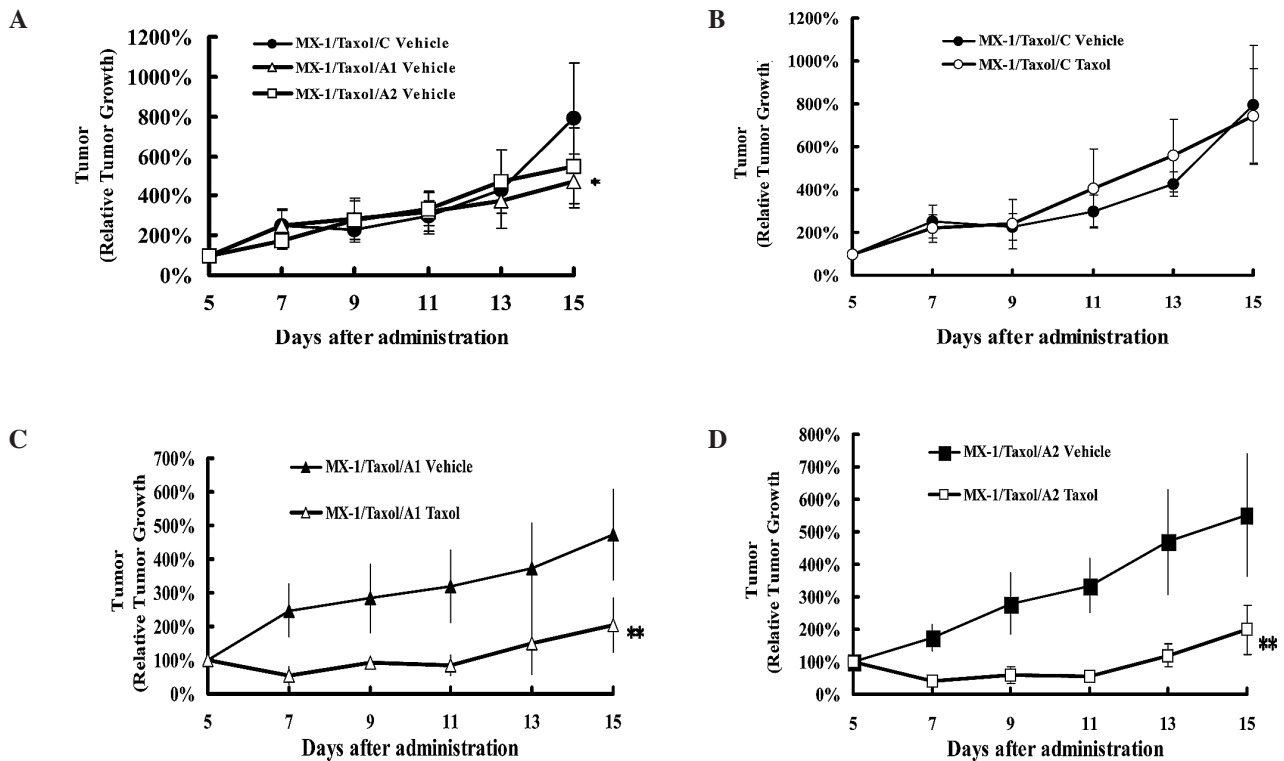 A
1200%
1000%
800%
600%
400%
200%
0%
Tumor
(Relative Tumor Growth)
MX-1/Taxol/C Vehicle
MX-1/Taxol/A1 Vehicle
MX-1/Taxol/A2 Vehicle
*
5 7 9 11 13 15
Days after administration
B
1200%
1000%
800%
600%
400%
200%
0%
Tumor
(Relative Tumor Growth
MX-1/Taxol/C Vehicle
MX-1/Taxol/C Taxol
5 7 9 11 13 15
Days after administration
C
700%
600%
500%
400%
300%
200%
100%
0%
Tumor
(Relative Tumor Growth
MX-1/Taxol/A1 Vehicle
MX-1/Taxol/A1 Taxol
**
5 7 9 11 13 15
Days after administration
D
800%
700%
600%
500%
400%
300%
200%
100%
0%
Tumor
(Relative Tumor Growth
MX-1/Taxol/A2 Vehicle
MX-1/Taxol/A2 Taxol
**
5 7 9 11 13 15
Days after administration